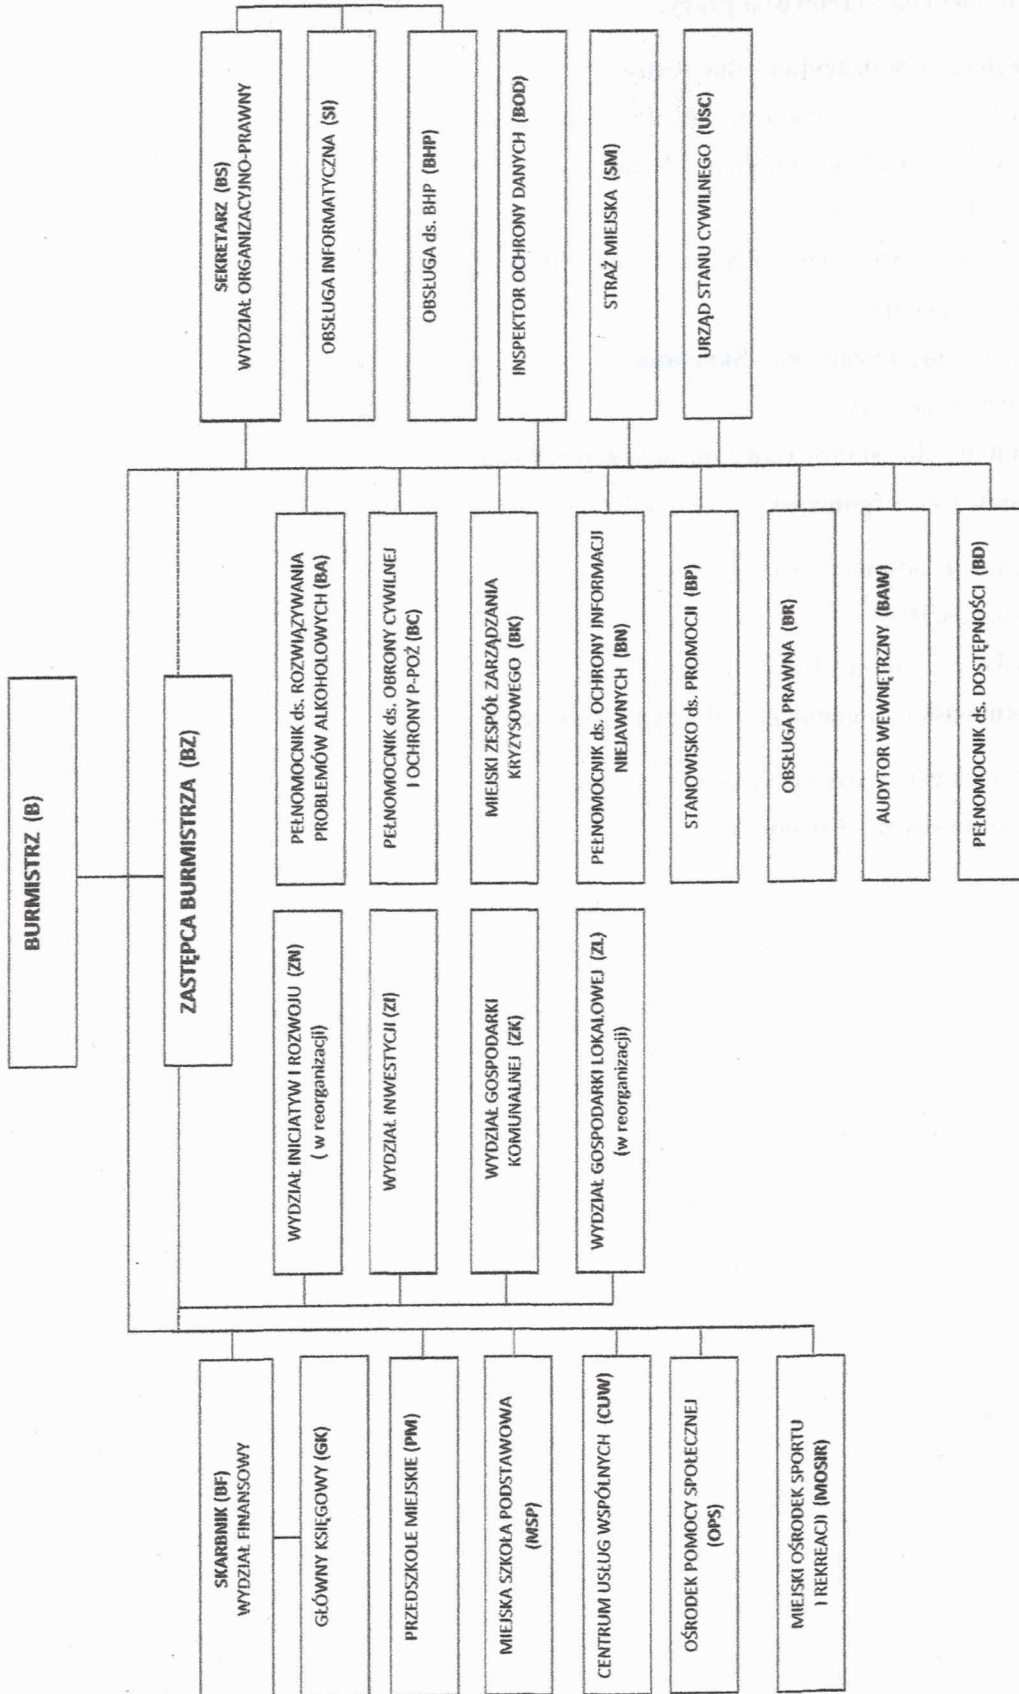 BURMISTRZ (B)
ZASTĘPCA BURMISTRZA (BZ)
SKARBNIK (BF)
WYDZIAŁ FINANSOWY
GŁÓWNY KSIĘGOWY (GK)
PRZEDSZKOLE MIEJSKIE (PM)
MIEJSKA SZKOŁA PODSTAWOWA
(MSP)
CENTRUM USŁUG WSPÓLNYCH (CUW)
OŚRODEK POMOCY SPOŁECZNEJ
(OPS)
MIEJSKI OŚRODEK SPORTU
I REKREACJI (MOSIR)
WYDZIAŁ INICJATYW I ROZWOJU (ZN)
( w reorganizacji)
WYDZIAŁ INWESTYCJI (ZI)
WYDZIAŁ GOSPODARKI
KOMUNALNEJ (ZK)
WYDZIAŁ GOSPODARKI LOKALOWEJ (ZL)
(w reorganizacji)
PEŁNOMOCNIK ds. ROZWIĄZYWANIA
PROBLEMÓW ALKOHOLOWYCH (BA)
PEŁNOMOCNIK ds. OBRONY CYWILNEJ
I OCHRONY P-POŻ (BC)
MIEJSKI ZESPÓŁ ZARZĄDZANIA
KRYZYSOWEGO (BK)
PEŁNOMOCNIK ds. OCHRONY INFORMACJI
NIEJAWNYCH (BN)
STANOWISKO ds. PROMOCJI (BP)
OBSŁUGA PRAWNA (BR)
AUDYTOR WEWNĘTRZNY (BAW)
PEŁNOMOCNIK ds. DOSTĘPNOŚCI (BD)
SEKRETARZ (BS)
WYDZIAŁ ORGANIZACYJNO-PRAWNY
OBSŁUGA INFORMATYCZNA (SI)
OBSŁUGA ds. BHP (BHP)
INSPEKTOR OCHRONY DANYCH (BOD)
STRAŻ MIEJSKA (SM)
URZĄD STANU CYWILNEGO (USC)